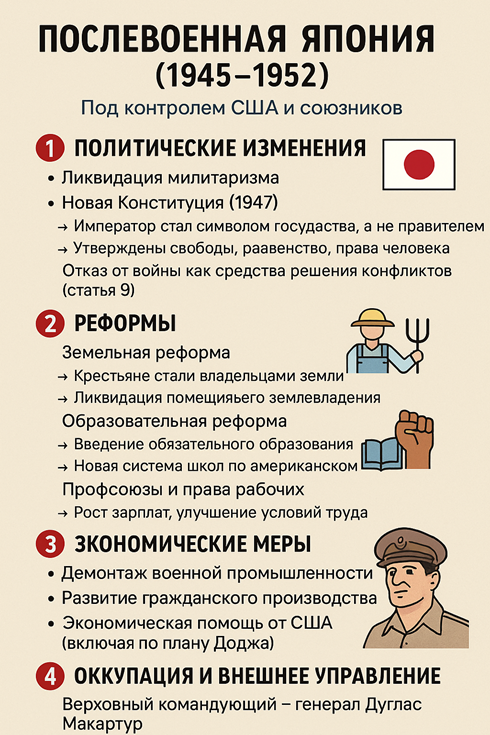 ПОСЛЕВОЕННАЯ ЯПОНИЯ
(1945–1952)
Под контролем США и союзников
1 ПОЛИТИЧЕСКИЕ ИЗМЕНЕНИЯ
• Ликвидация милитаризма
• Новая Конституция (1947)
→ Император стал символом госудаства, а не правителем
→ Утверждены свободы, раавенство, права человека
Отказ от войны как средства решения конфликтов
(статья 9)
2 РЕФОРМЫ
Земельная реформа
→ Крестьяне стали владельцами земли
→ Ликвидация помещияьего землевладения
Образовательная реформа
→ Введение обязательного образования
→ Новая система школ по американском
Профсоюзы и права рабочих
→ Рост зарплат, улучшение условий труда
3 ЭКОНОМИЧЕСКИЕ МЕРЫ
• Демонтаж военной промышленности
• Развитие гражданского производства
• Экономическая помощь от США
(включая по плану Доджа)
4 ОККУПАЦИЯ И ВНЕШНЕЕ УПРАВЛЕНИЕ
Верховный командующий – генерал Дуглас
Макартур